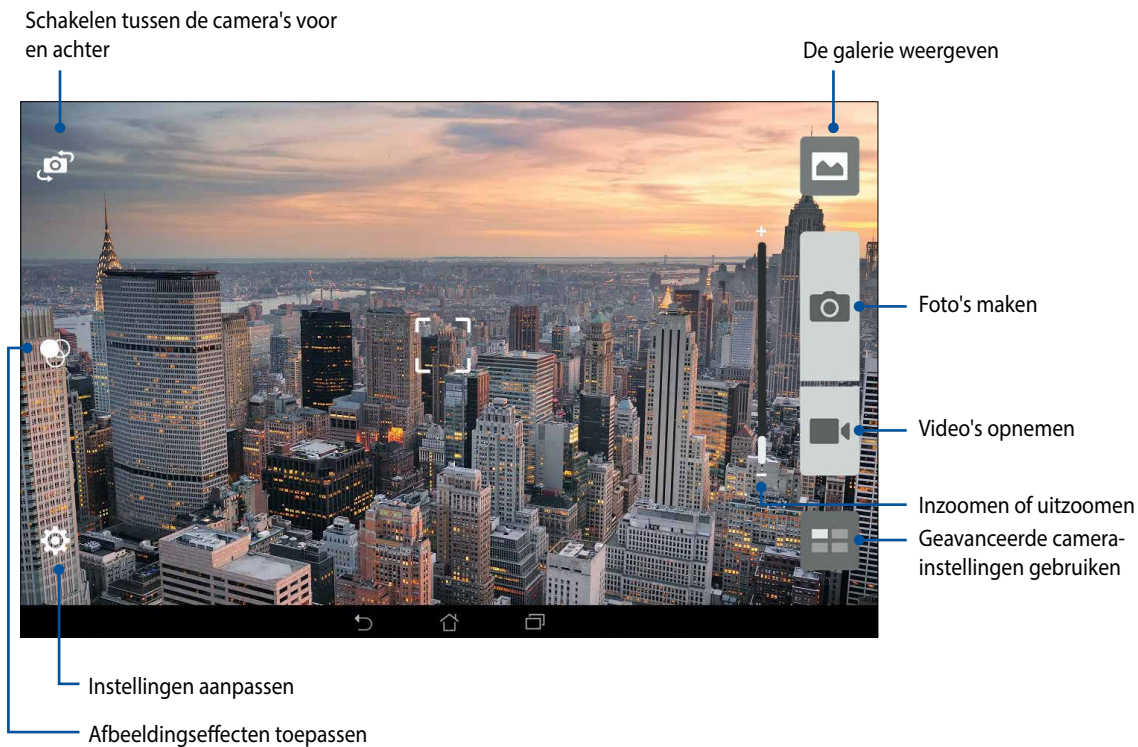 Schakelen tussen de camera's voor
en achter
De galerie weergeven
Foto's maken
Video's opnemen
Inzoomen of uitzoomen
Geavanceerde camera-
instellingen gebruiken
Instellingen aanpassen
Afbeeldingseffecten toepassen